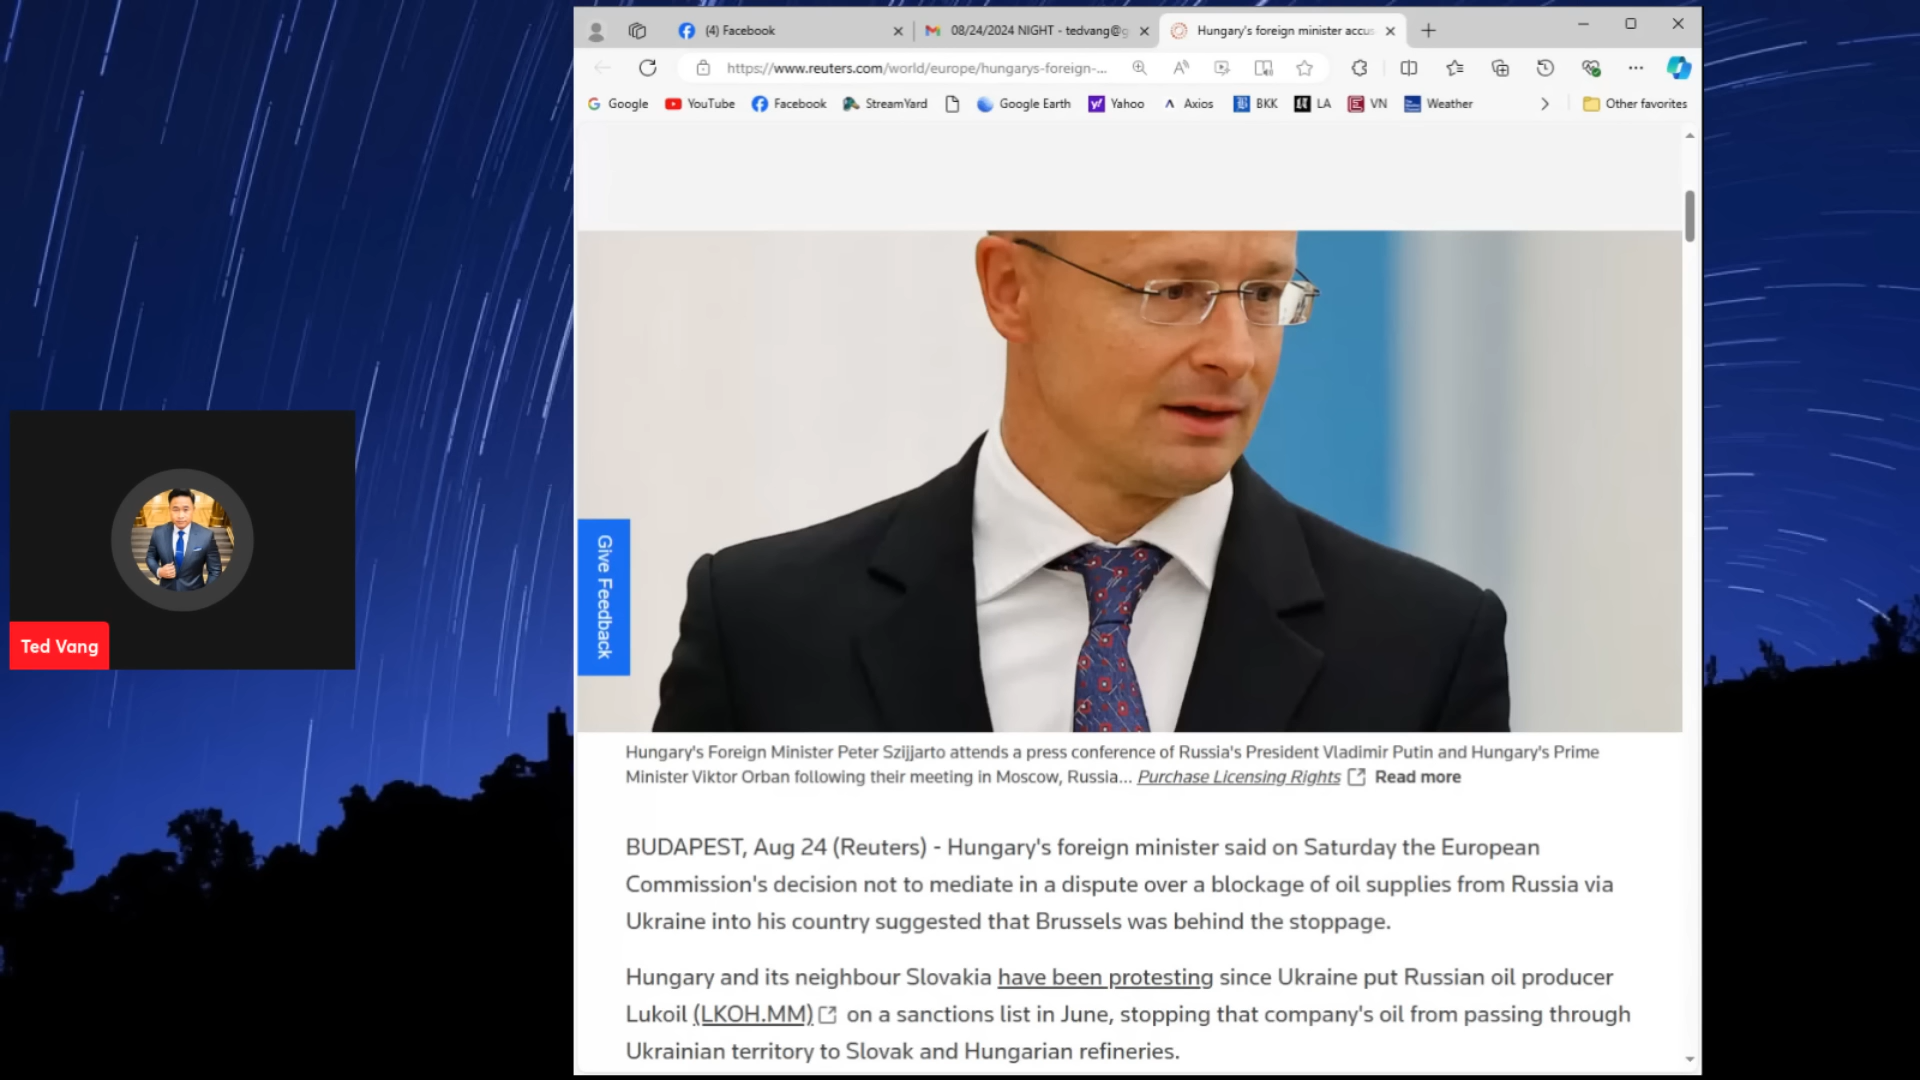 (4) Facebook
08/24/2024 NIGHT - tedvang@g
Hungary's foreign minister accus
https://www.reuters.com/world/europe/hungarys-foreign-...
Google YouTube Facebook StreamYard Google Earth Yahoo Axios BKK LA VN Weather Other favorites
Give Feedback
Ted Vang
Hungary's Foreign Minister Peter Szijjarto attends a press conference of Russia's President Vladimir Putin and Hungary's Prime
Minister Viktor Orban following their meeting in Moscow, Russia... Purchase Licensing Rights Read more
BUDAPEST, Aug 24 (Reuters) - Hungary's foreign minister said on Saturday the European
Commission's decision not to mediate in a dispute over a blockage of oil supplies from Russia via
Ukraine into his country suggested that Brussels was behind the stoppage.
Hungary and its neighbour Slovakia have been protesting since Ukraine put Russian oil producer
Lukoil (LKOH.MM) on a sanctions list in June, stopping that company's oil from passing through
Ukrainian territory to Slovak and Hungarian refineries.